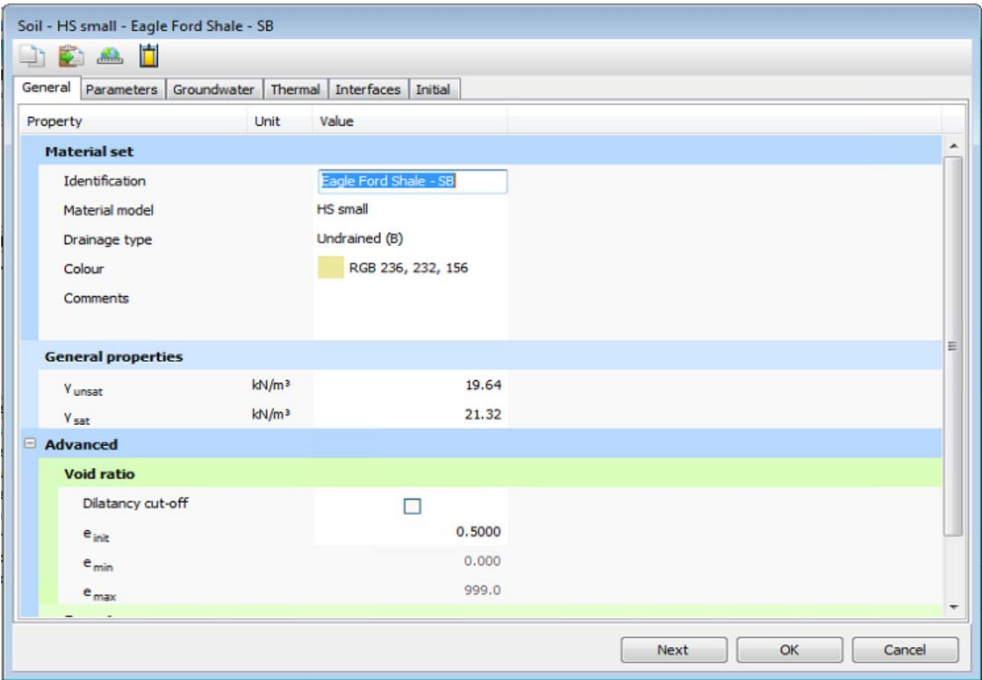 Soil - HS small - Eagle Ford Shale - SB
General Parameters Groundwater Thermal Interfaces Initial
Property Unit Value
Material set
Identification Eagle Ford Shale - SB
Material model HS small
Drainage type Undrained (B)
Colour RGB 236, 232, 156
Comments
General properties
γ unsat kN/m³ 19.64
γ sat kN/m³ 21.32
Advanced
Void ratio
Dilatancy cut-off
e init 0.5000
e min 0.000
e max 999.0
Next OK Cancel